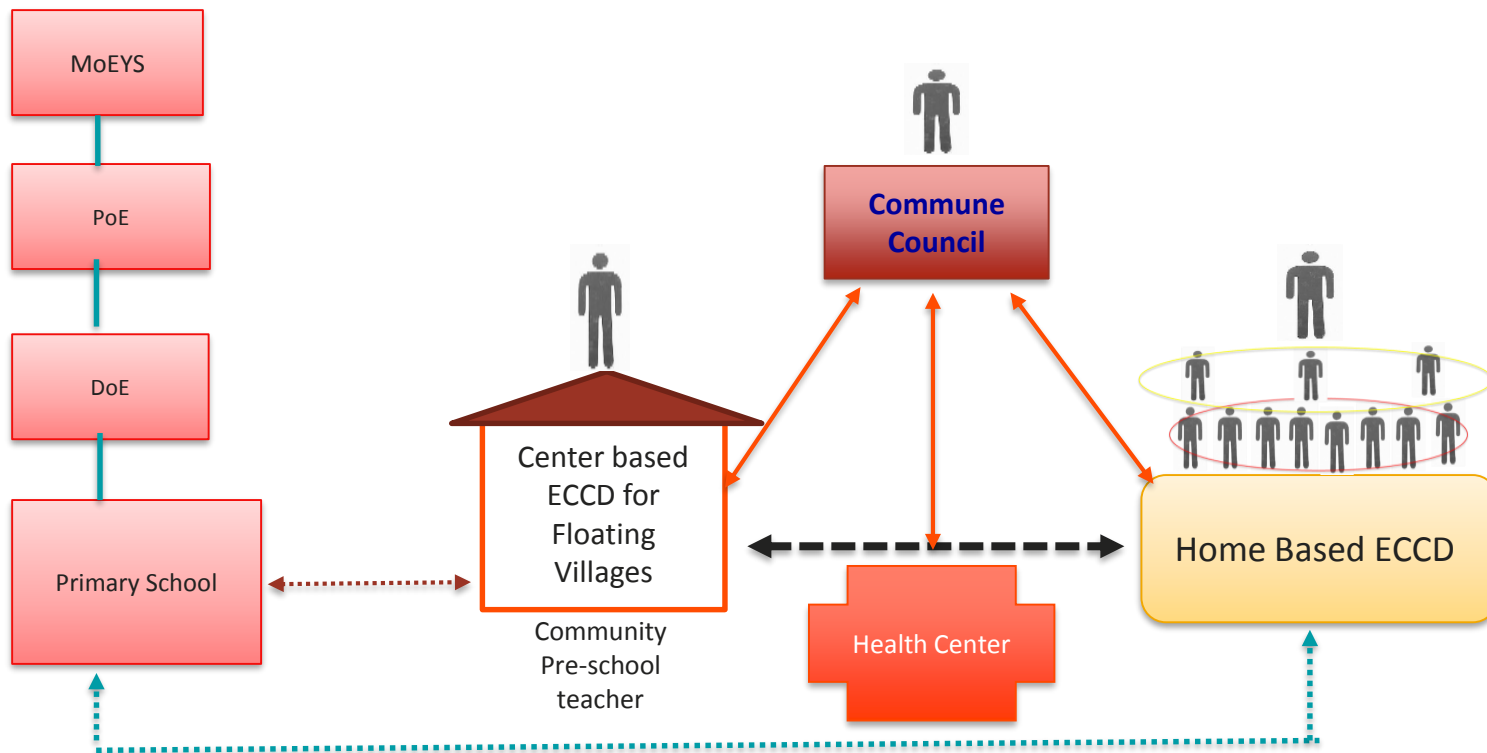 MoEYS
PoE
DoE
Primary School
Center based
ECCD for
Floating
Villages
Community
Pre-school
teacher
Commune
Council
Health Center
Home Based ECCD